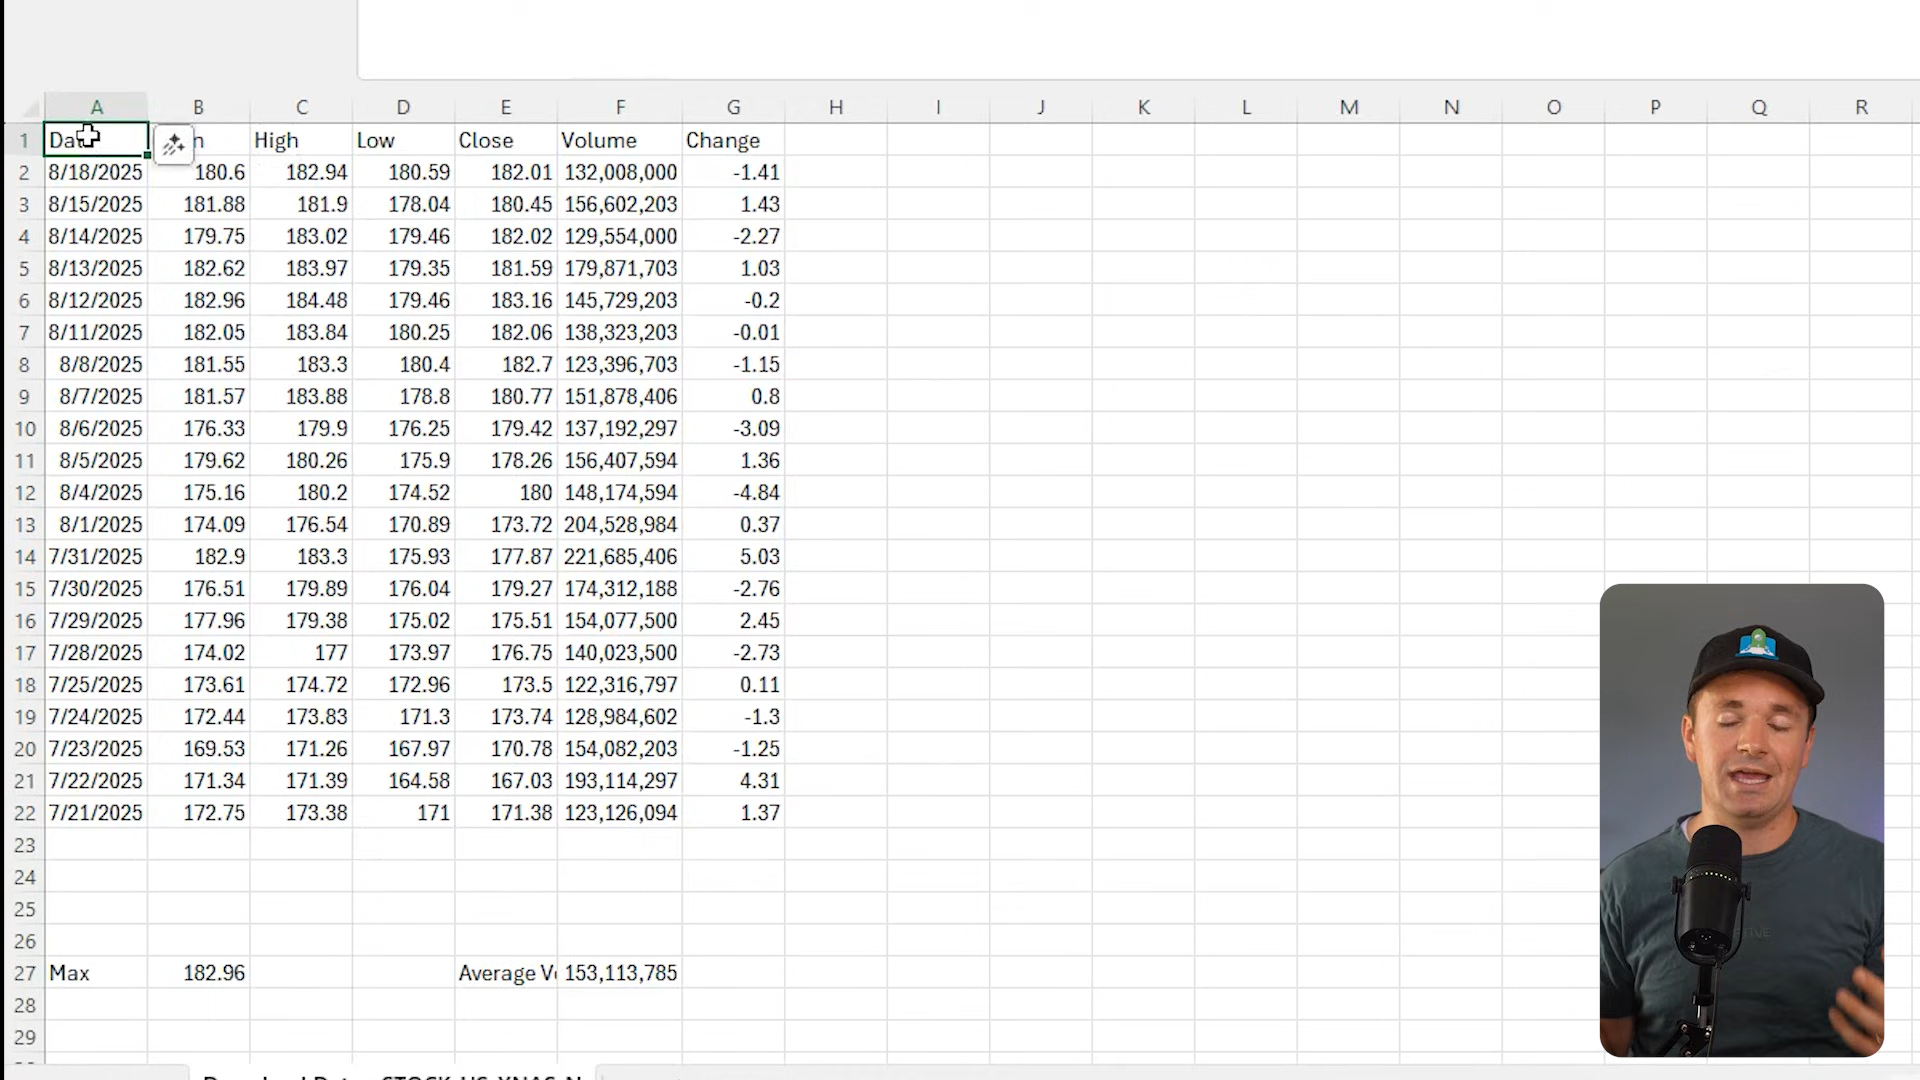 A B C D E F G H I J K L M N O P Q R
1 Da n High Low Close Volume Change
2 8/18/2025 180.6 182.94 180.59 182.01 132,008,000 -1.41
3 8/15/2025 181.88 181.9 178.04 180.45 156,602,203 1.43
4 8/14/2025 179.75 183.02 179.46 182.02 129,554,000 -2.27
5 8/13/2025 182.62 183.97 179.35 181.59 179,871,703 1.03
6 8/12/2025 182.96 184.48 179.46 183.16 145,729,203 -0.2
7 8/11/2025 182.05 183.84 180.25 182.06 138,323,203 -0.01
8 8/8/2025 181.55 183.3 180.4 182.7 123,396,703 -1.15
9 8/7/2025 181.57 183.88 178.8 180.77 151,878,406 0.8
10 8/6/2025 176.33 179.9 176.25 179.42 137,192,297 -3.09
11 8/5/2025 179.62 180.26 175.9 178.26 156,407,594 1.36
12 8/4/2025 175.16 180.2 174.52 180 148,174,594 -4.84
13 8/1/2025 174.09 176.54 170.89 173.72 204,528,984 0.37
14 7/31/2025 182.9 183.3 175.93 177.87 221,685,406 5.03
15 7/30/2025 176.51 179.89 176.04 179.27 174,312,188 -2.76
16 7/29/2025 177.96 179.38 175.02 175.51 154,077,500 2.45
17 7/28/2025 174.02 177 173.97 176.75 140,023,500 -2.73
18 7/25/2025 173.61 174.72 172.96 173.5 122,316,797 0.11
19 7/24/2025 172.44 173.83 171.3 173.74 128,984,602 -1.3
20 7/23/2025 169.53 171.26 167.97 170.78 154,082,203 -1.25
21 7/22/2025 171.34 171.39 164.58 167.03 193,114,297 4.31
22 7/21/2025 172.75 173.38 171 171.38 123,126,094 1.37
23
24
25
26
27 Max 182.96 Average V 153,113,785
28
29